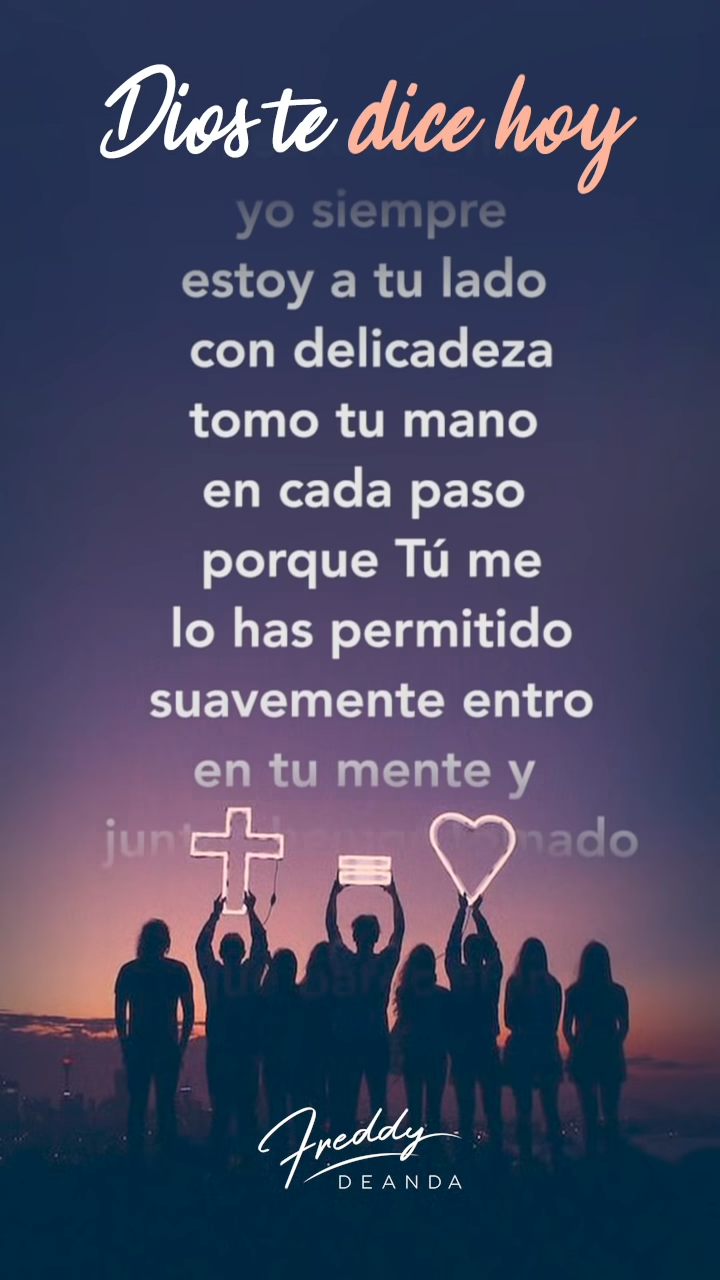 Dios te dice hoy
yo siempre
estoy a tu lado
con delicadeza
tomo tu mano
en cada paso
porque Tú me
lo has permitido
suavemente entro
en tu mente y
Freddy
DEANDA